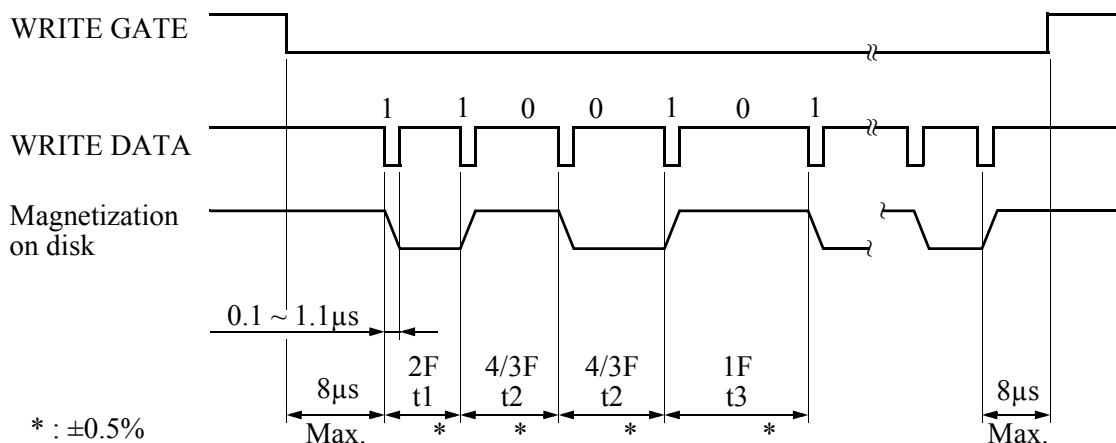 WRITE GATE
1 1 0 0 1 0 1
WRITE DATA
Magnetization
on disk
0.1 ~ 1.1µs
2F 4/3F 4/3F 1F
8µs t1 t2 t2 t3 8µs
* : ±0.5% Max. * * * * Max.